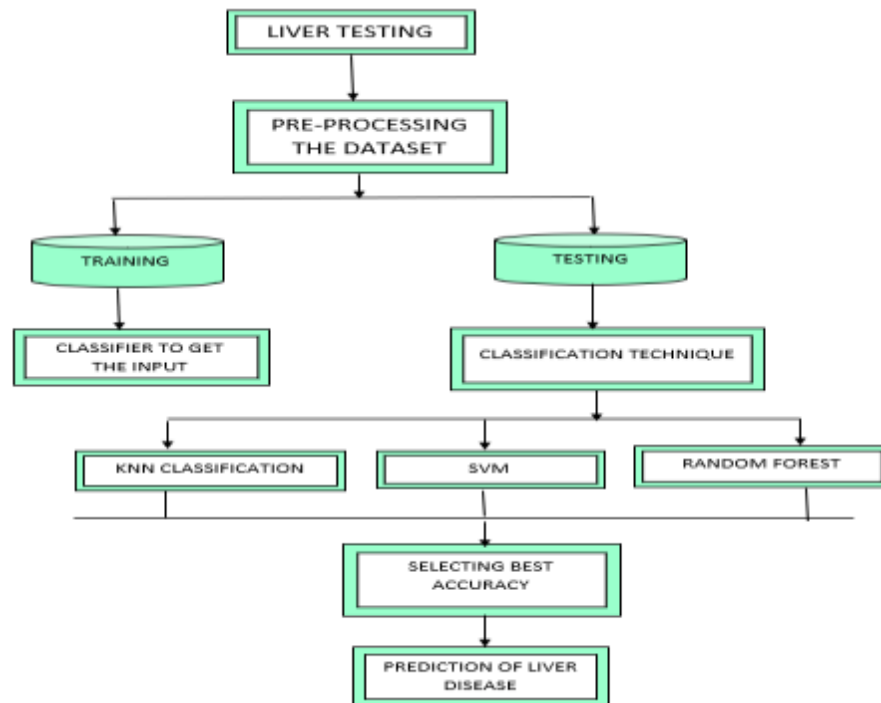 LIVER TESTING
PRE-PROCESSING
THE DATASET
TRAINING
TESTING
CLASSIFIER TO GET
THE INPUT
CLASSIFICATION TECHNIQUE
KNN CLASSIFICATION
SVM
RANDOM FOREST
SELECTING BEST
ACCURACY
PREDICTION OF LIVER
DISEASE